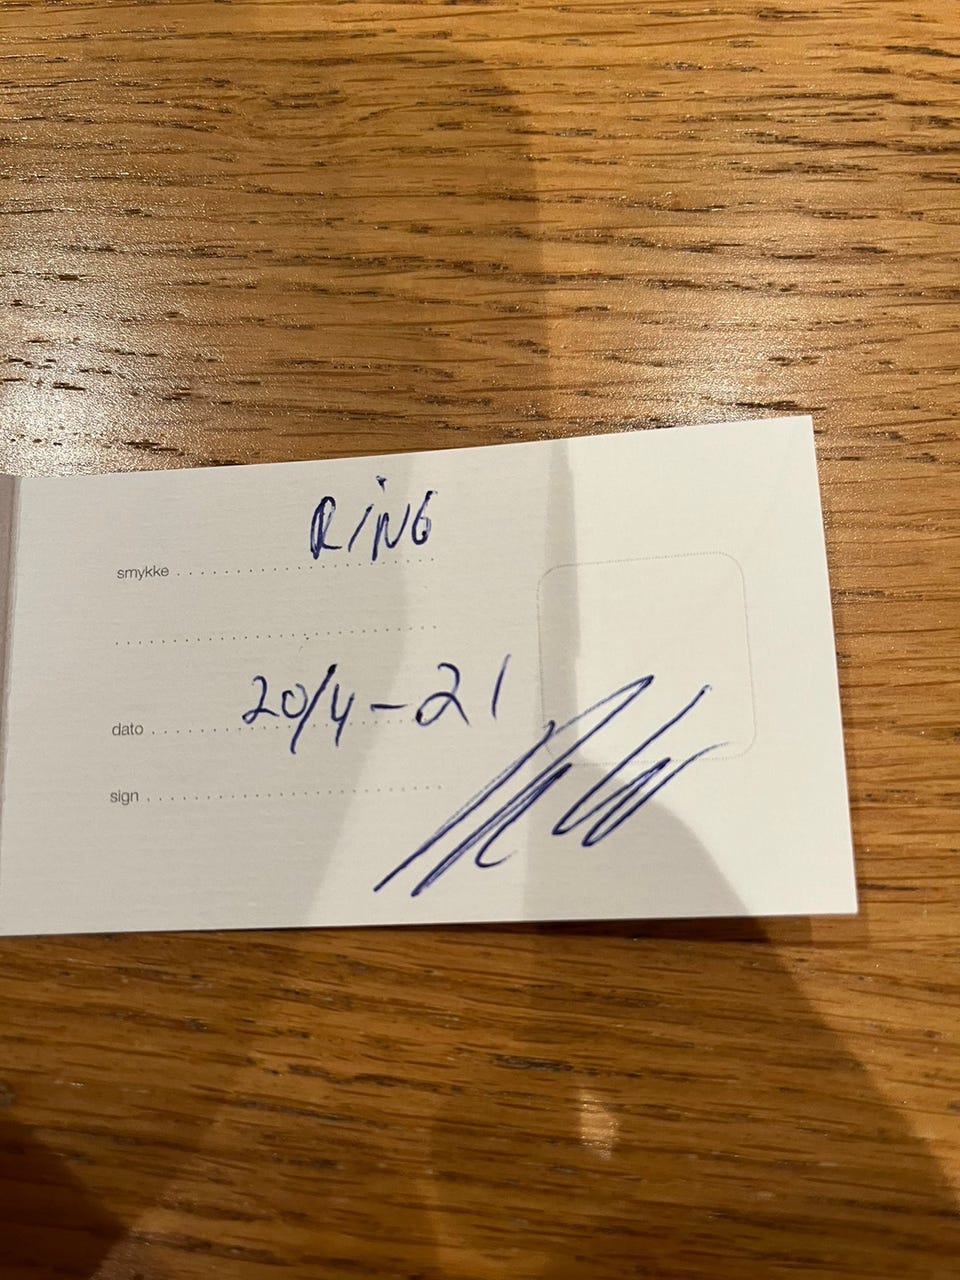 RiNG
smykke
dato 20/4-21
sign